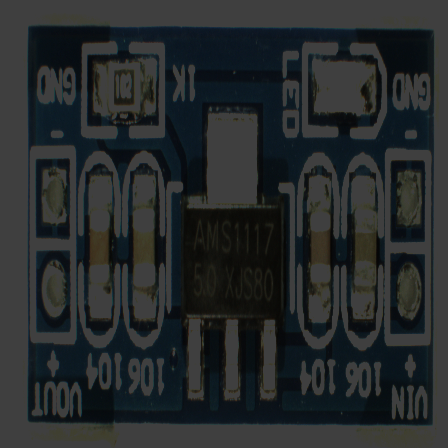 GND 1K LED GND
- -
AMS1117
5.0 XJS80
+ 104 106 104 106 +
VOUT VIN